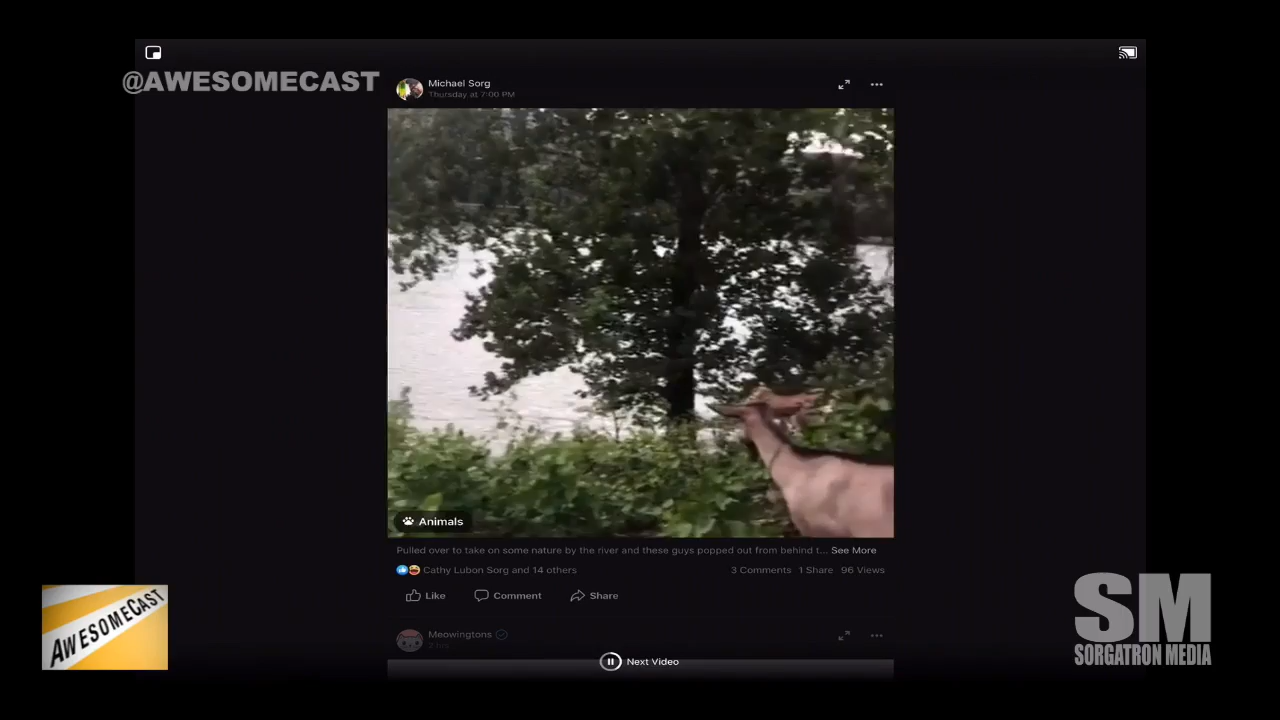 @AWESOMECAST
Michael Sorg
Thursday at 7:00 PM
Animals
Pulled over to take on some nature by the river and these guys popped out from behind t... See More
Cathy Lubon Sorg and 14 others
3 Comments 1 Share 96 Views
Like Comment Share
AWESOMECAST
Meowingtons
Next Video
SM
SORGATRON MEDIA